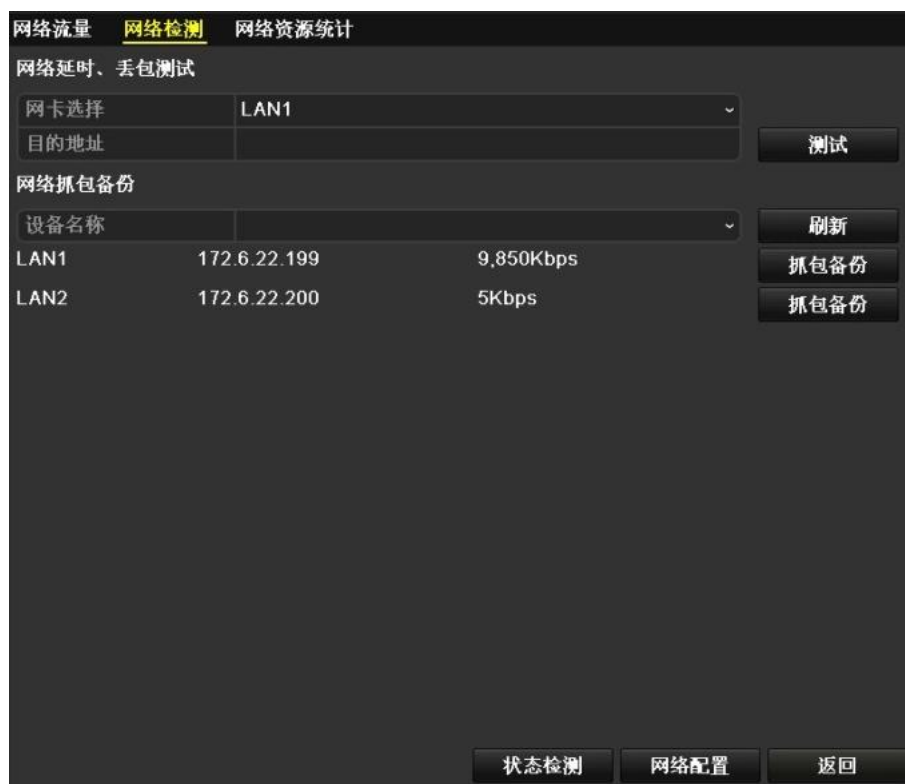 网络流量 网络检测 网络资源统计
网络延时、丢包测试
网卡选择 LAN1
目的地址 测试
网络抓包备份
设备名称 刷新
LAN1 172.6.22.199 9,850Kbps 抓包备份
LAN2 172.6.22.200 5Kbps 抓包备份
状态检测 网络配置 返回